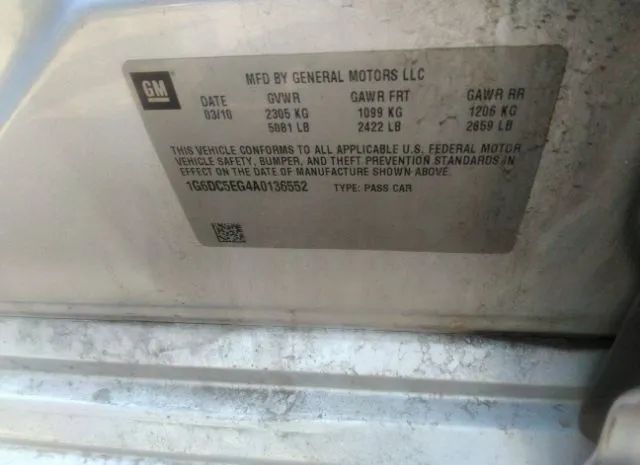 GM
MFD BY GENERAL MOTORS LLC
DATE GVWR GAWR FRT GAWR RR
03/10 2305 KG 1099 KG 1206 KG
5081 LB 2422 LB 2659 LB
THIS VEHICLE CONFORMS TO ALL APPLICABLE U.S. FEDERAL MOTOR
VEHICLE SAFETY, BUMPER, AND THEFT PREVENTION STANDARDS IN
EFFECT ON THE DATE OF MANUFACTURE SHOWN ABOVE.
1G6DC5EG4A0136552 TYPE: PASS CAR